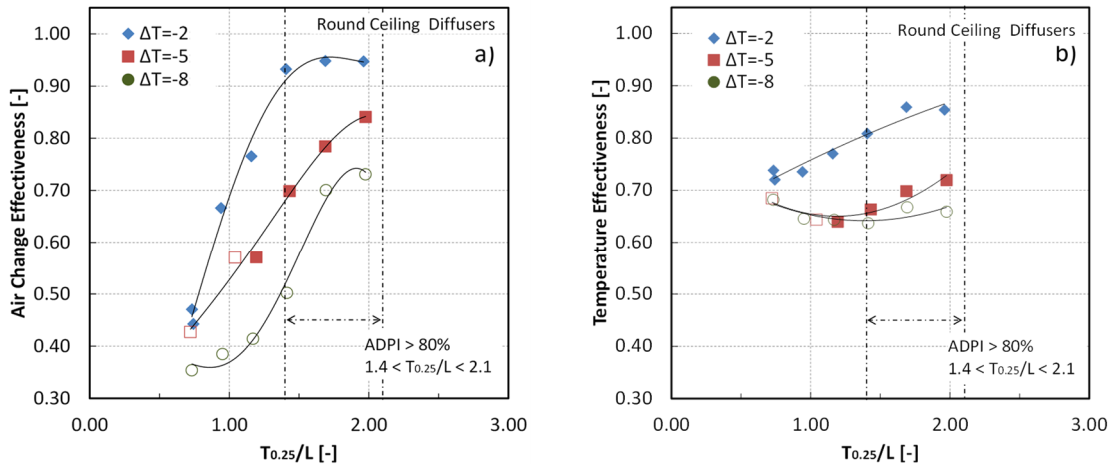 Round Ceiling Diffusers
a)
ΔT=-2
ΔT=-5
ΔT=-8
1.00
0.90
0.80
0.70
0.60
0.50
0.40
0.30
Air Change Effectiveness [-]
ADPI > 80%
1.4 < T0.25/L < 2.1
0.00 1.00 2.00 3.00
T0.25/L [-]
Round Ceiling Diffusers
b)
ΔT=-2
ΔT=-5
ΔT=-8
1.00
0.90
0.80
0.70
0.60
0.50
0.40
0.30
Temperature Effectiveness [-]
ADPI > 80%
1.4 < T0.25/L < 2.1
0.00 1.00 2.00 3.00
T0.25/L [-]